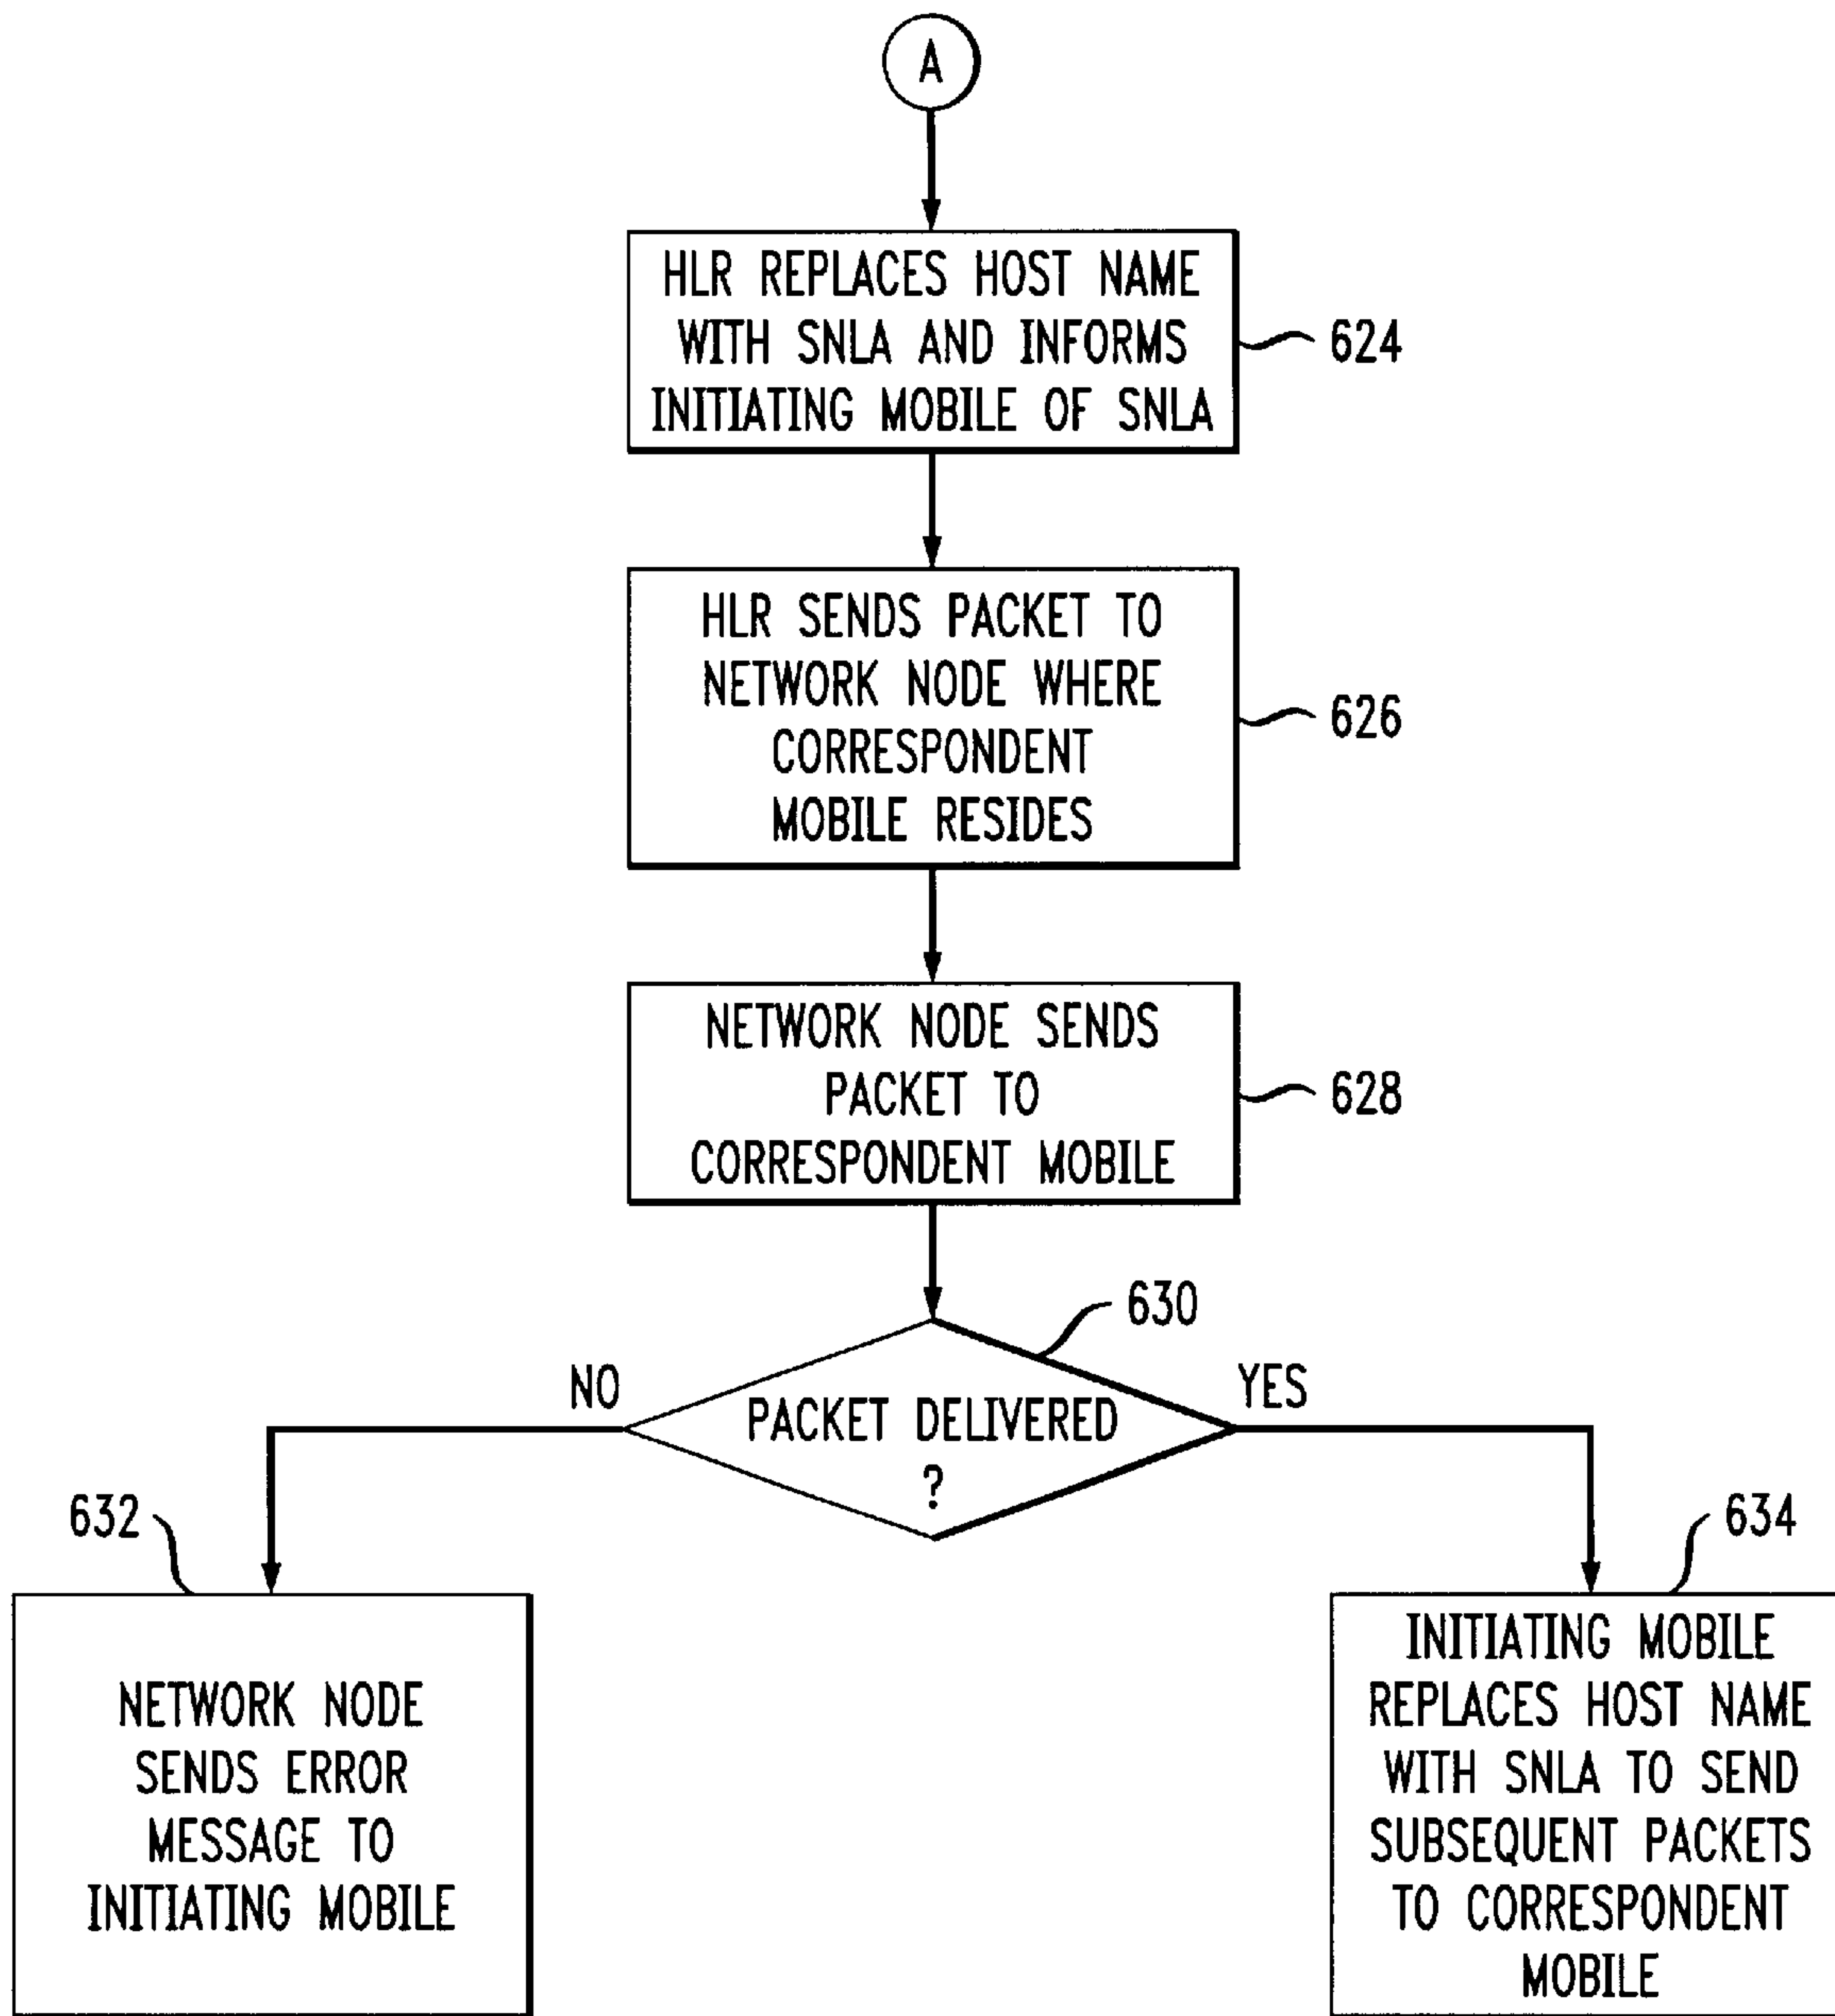 A
HLR REPLACES HOST NAME
WITH SNLA AND INFORMS
INITIATING MOBILE OF SNLA
624
HLR SENDS PACKET TO
NETWORK NODE WHERE
CORRESPONDENT
MOBILE RESIDES
626
NETWORK NODE SENDS
PACKET TO
CORRESPONDENT MOBILE
628
630
NO
PACKET DELIVERED
?
YES
632
NETWORK NODE
SENDS ERROR
MESSAGE TO
INITIATING MOBILE
634
INITIATING MOBILE
REPLACES HOST NAME
WITH SNLA TO SEND
SUBSEQUENT PACKETS
TO CORRESPONDENT
MOBILE